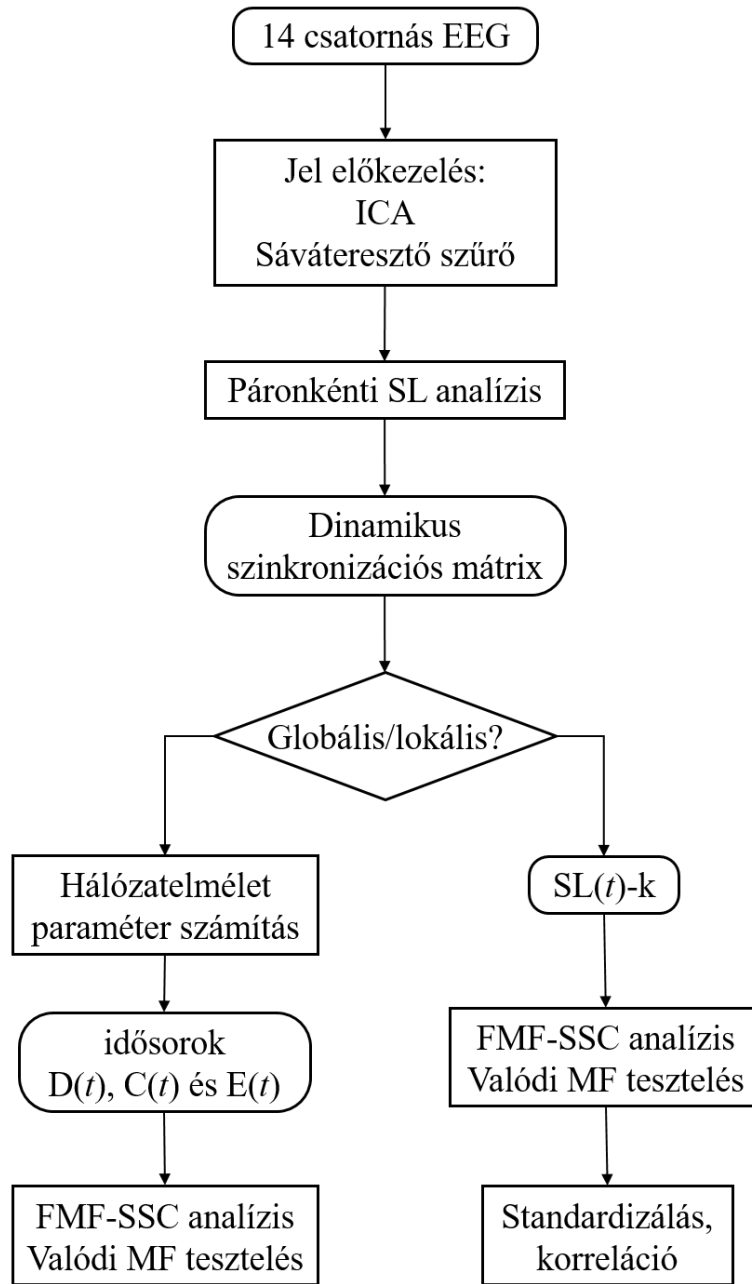 14 csatornás EEG
Jel előkezelés:
ICA
Sáváteresztő szűrő
Páronkénti SL analízis
Dinamikus
szinkronizációs mátrix
Globális/lokális?
Hálózatelmélet
paraméter számítás
idősorok
D(t), C(t) és E(t)
FMF-SSC analízis
Valódi MF tesztelés
SL(t)-k
FMF-SSC analízis
Valódi MF tesztelés
Standardizálás,
korreláció